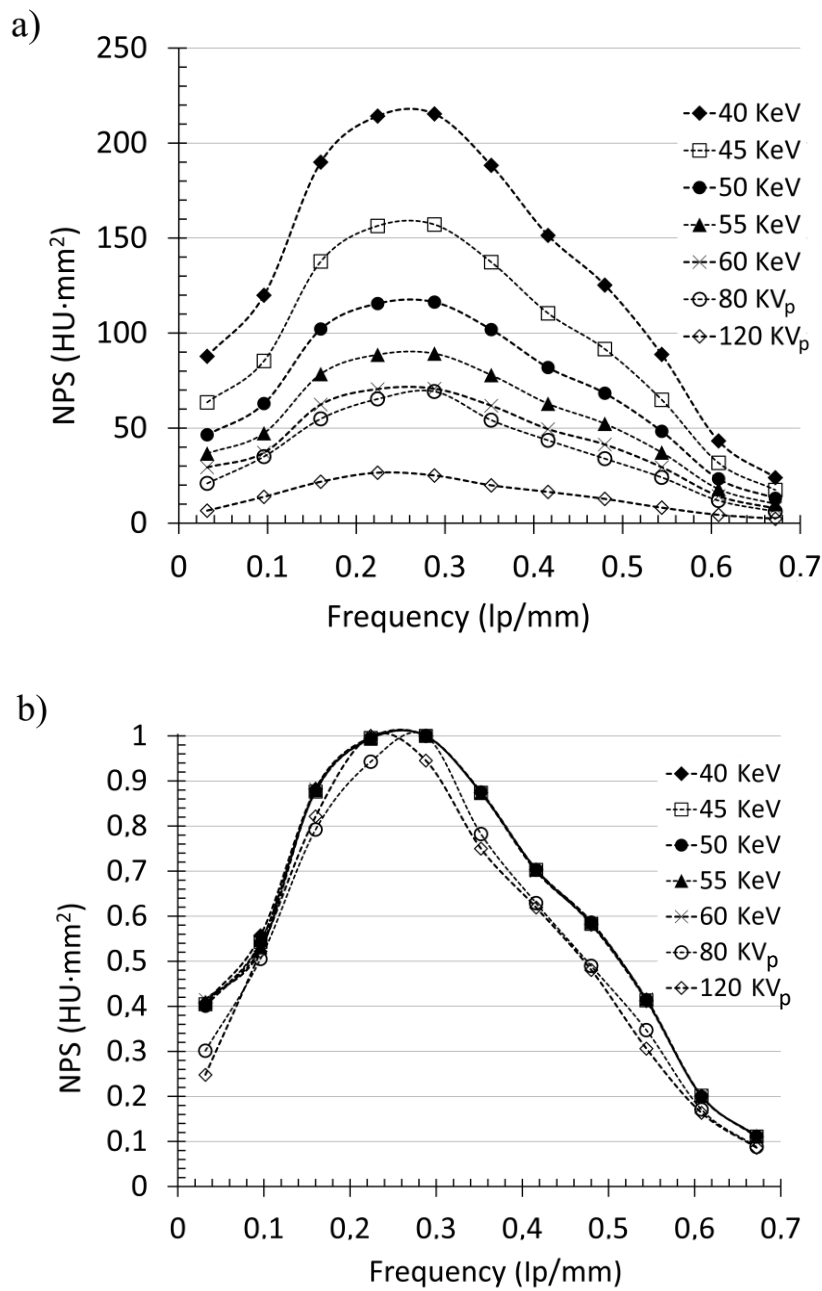 a)
250
200
150
100
50
0
NPS (HU·mm²)
0 0.1 0.2 0.3 0.4 0.5 0.6 0.7
Frequency (lp/mm)
40 KeV
45 KeV
50 KeV
55 KeV
60 KeV
80 KVp
120 KVp
b)
1
0.9
0.8
0.7
0.6
0.5
0.4
0.3
0.2
0.1
0
NPS (HU·mm²)
0 0.1 0,2 0.3 0.4 0.5 0.6 0.7
Frequency (lp/mm)
40 KeV
45 KeV
50 KeV
55 KeV
60 KeV
80 KVp
120 KVp